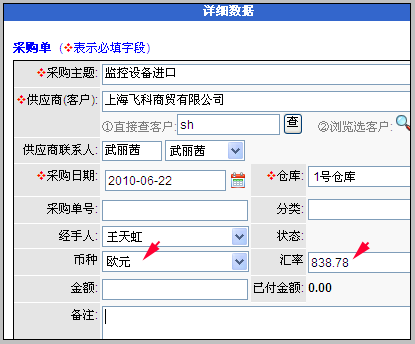 详细数据
采购单 (❖表示必填字段)
❖采购主题: 监控设备进口
❖供应商(客户): 上海飞科商贸有限公司
①直接查客户: sh 查 ②浏览选客户:
供应商联系人: 武丽茜 武丽茜
❖采购日期: 2010-06-22 ❖仓库: 1号仓库
采购单号: 分类:
经手人: 王天虹 状态:
币种 欧元 汇率 838.78
金额: 已付金额: 0.00
备注: